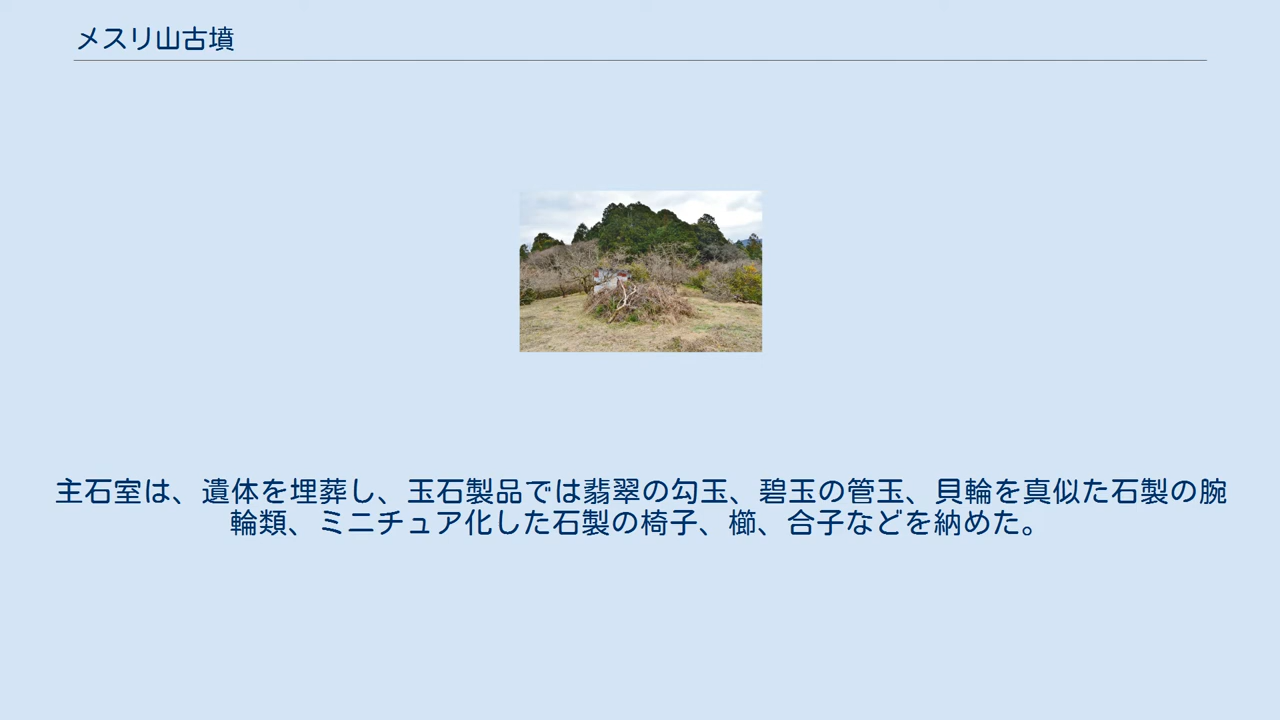 メスリ山古墳
主石室は、遺体を埋葬し、玉石製品では翡翠の勾玉、碧玉の管玉、貝輪を真似た石製の腕
輪類、ミニチュア化した石製の椅子、櫛、合子などを納めた。